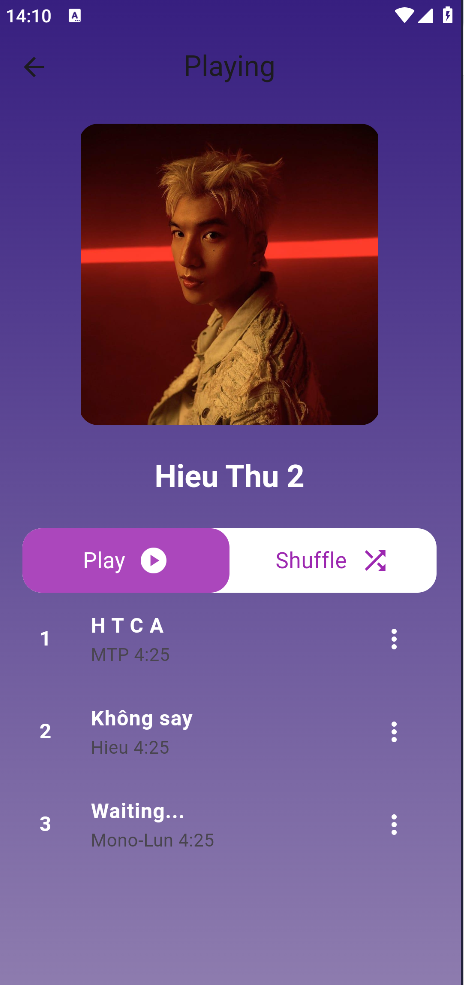 14:10 A
Playing
Hieu Thu 2
Play
Shuffle
1
H T C A
MTP 4:25
2
Không say
Hieu 4:25
3
Waiting...
Mono-Lun 4:25